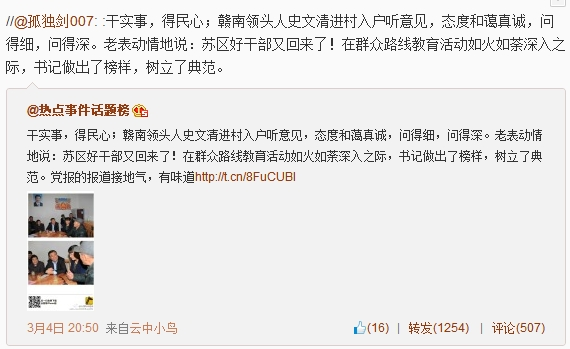 //@孤独剑007: :干实事，得民心；赣南领头人史文清进村入户听意见，态度和蔼真诚，问
得细，问得深。老表动情地说：苏区好干部又回来了！在群众路线教育活动如火如荼深入之
际，书记做出了榜样，树立了典范。
@热点事件话题榜
干实事，得民心；赣南领头人史文清进村入户听意见，态度和蔼真诚，问得细，问得深。老表动情
地说：苏区好干部又回来了！在群众路线教育活动如火如荼深入之际，书记做出了榜样，树立了典
范。党报的报道接地气，有味道http://t.cn/8FuCUBl
3月4日 20:50 来自云中小鸟
(16) | 转发(1254) | 评论(507)